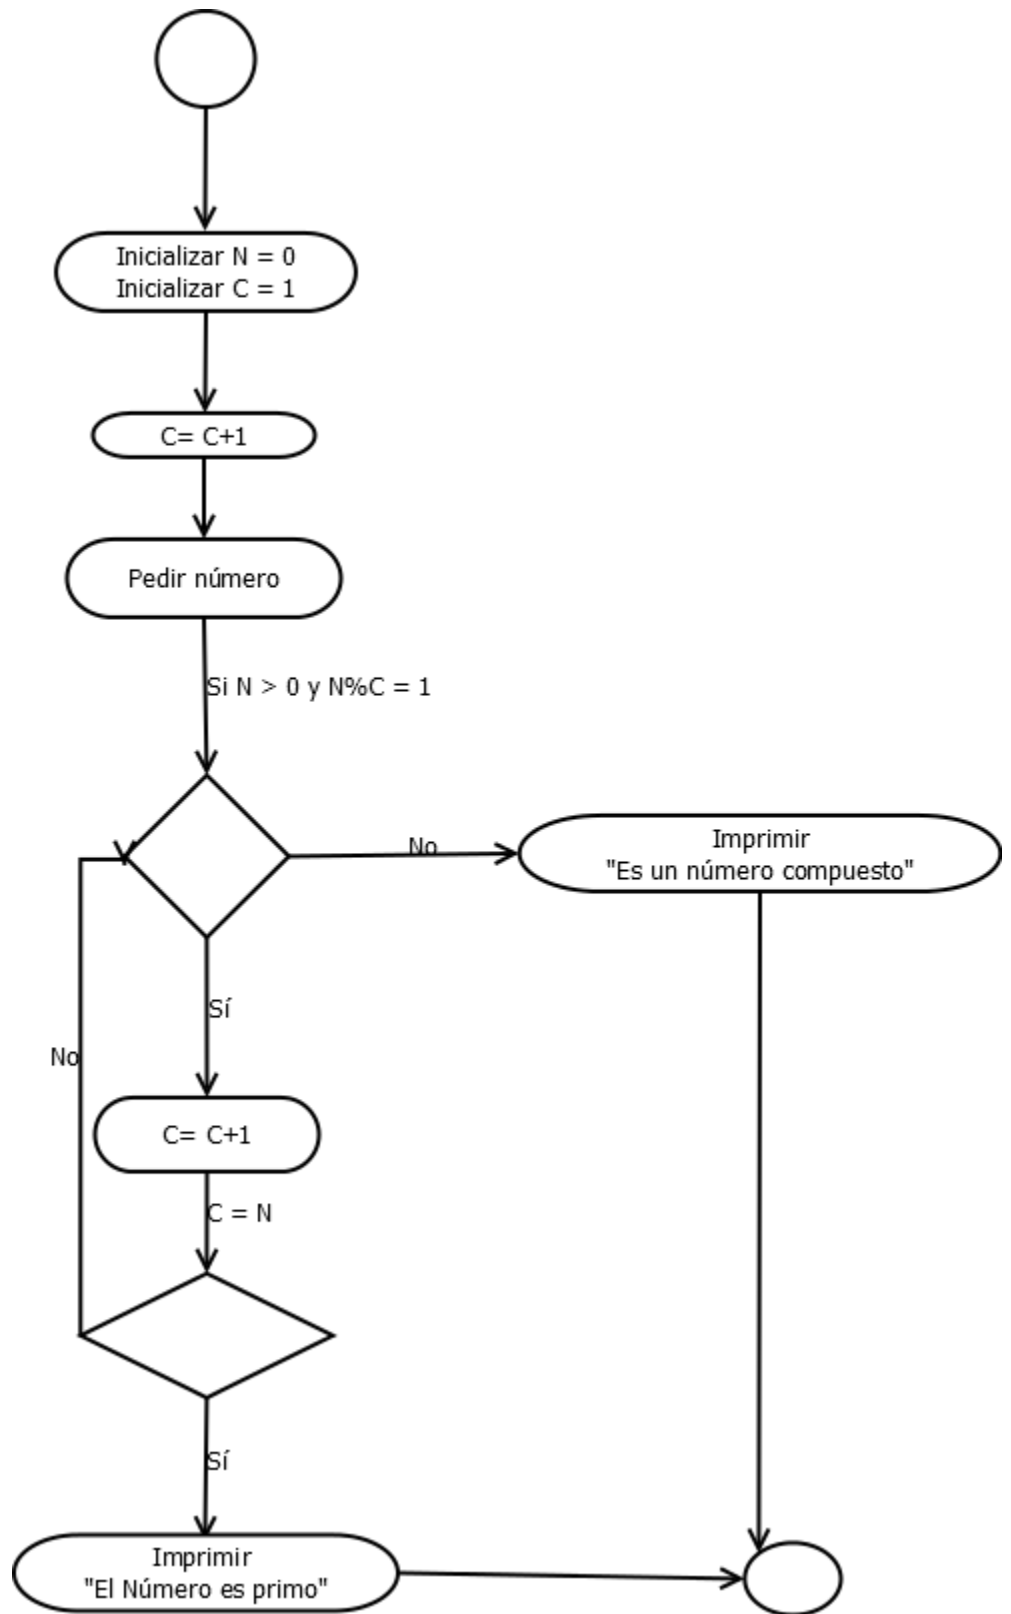 Inicializar N = 0
Inicializar C = 1
C= C+1
Pedir número
Si N > 0 y N%C = 1
No
Imprimir
"Es un número compuesto"
Sí
No
C= C+1
C = N
Sí
Imprimir
"El Número es primo"